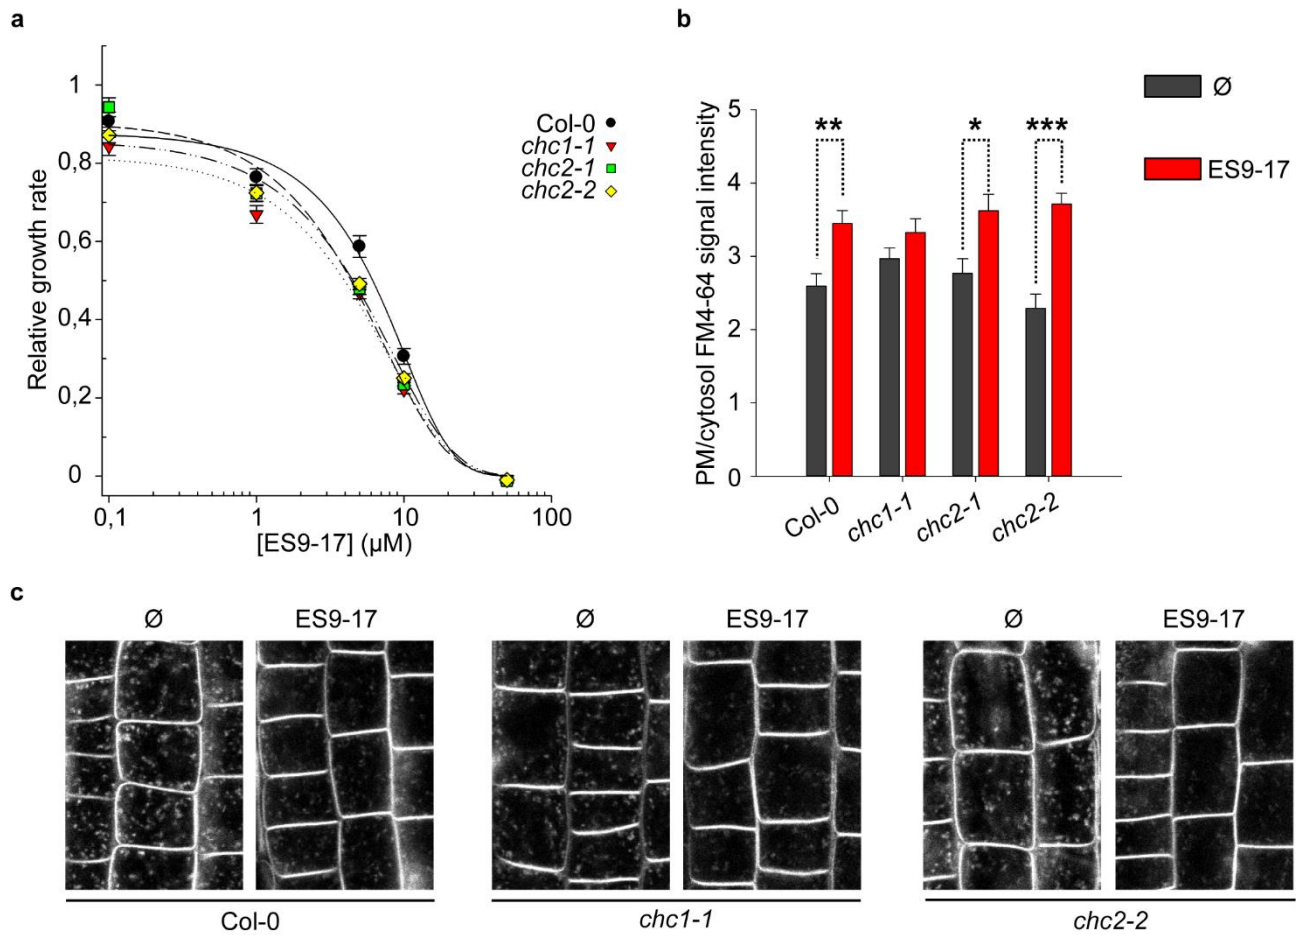 a
1
0,8
0,6
0,4
0,2
0
Relative growth rate
0,1
1
10
100
[ES9-17] (µM)
Col-0
chc1-1
chc2-1
chc2-2
b
Ø
ES9-17
5
4
3
2
1
0
PM/cytosol FM4-64 signal intensity
**
*
***
Col-0
chc1-1
chc2-1
chc2-2
c
Ø ES9-17 Ø ES9-17 Ø ES9-17
Col-0 chc1-1 chc2-2